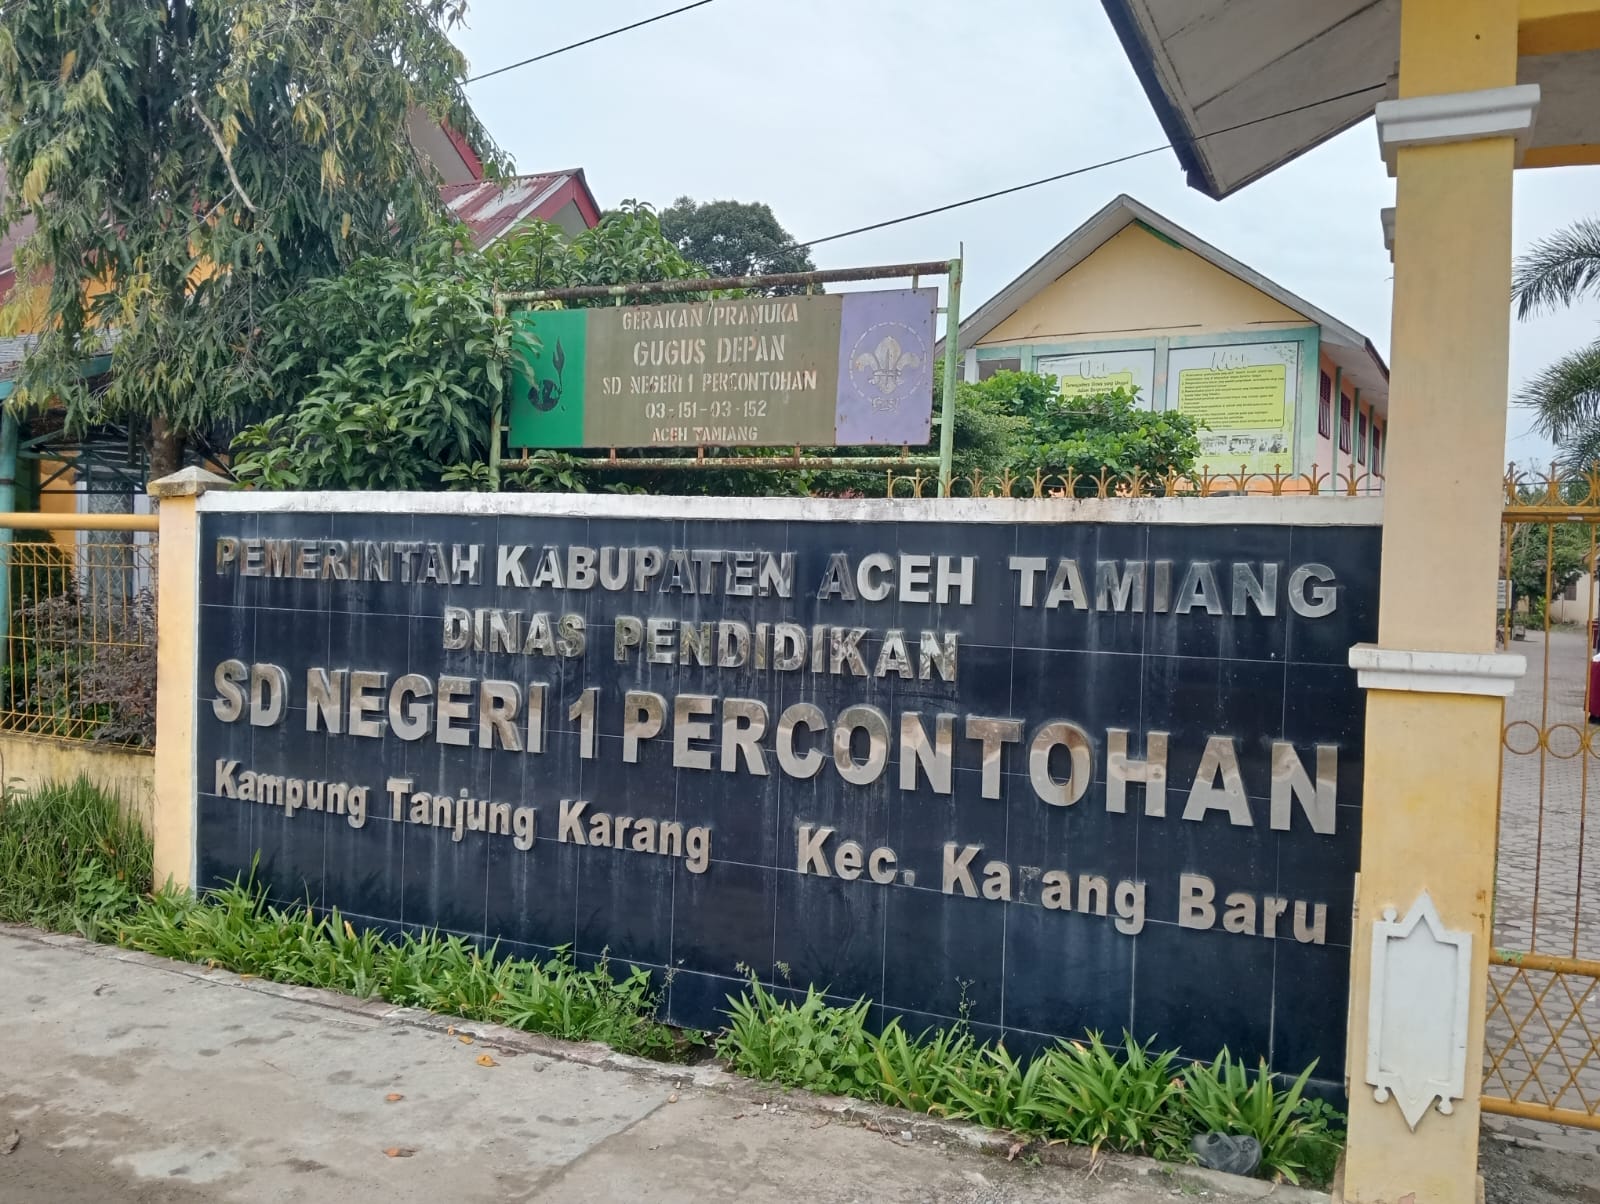 GERAKAN PRAMUKA
GUGUS DEPAN
SD NEGERI 1 PERCONTOHAN
03-151-03-152
ACEH TAMIANG
PEMERINTAH KABUPATEN ACEH TAMIANG
DINAS PENDIDIKAN
SD NEGERI 1 PERCONTOHAN
Kampung Tanjung Karang Kec. Karang Baru